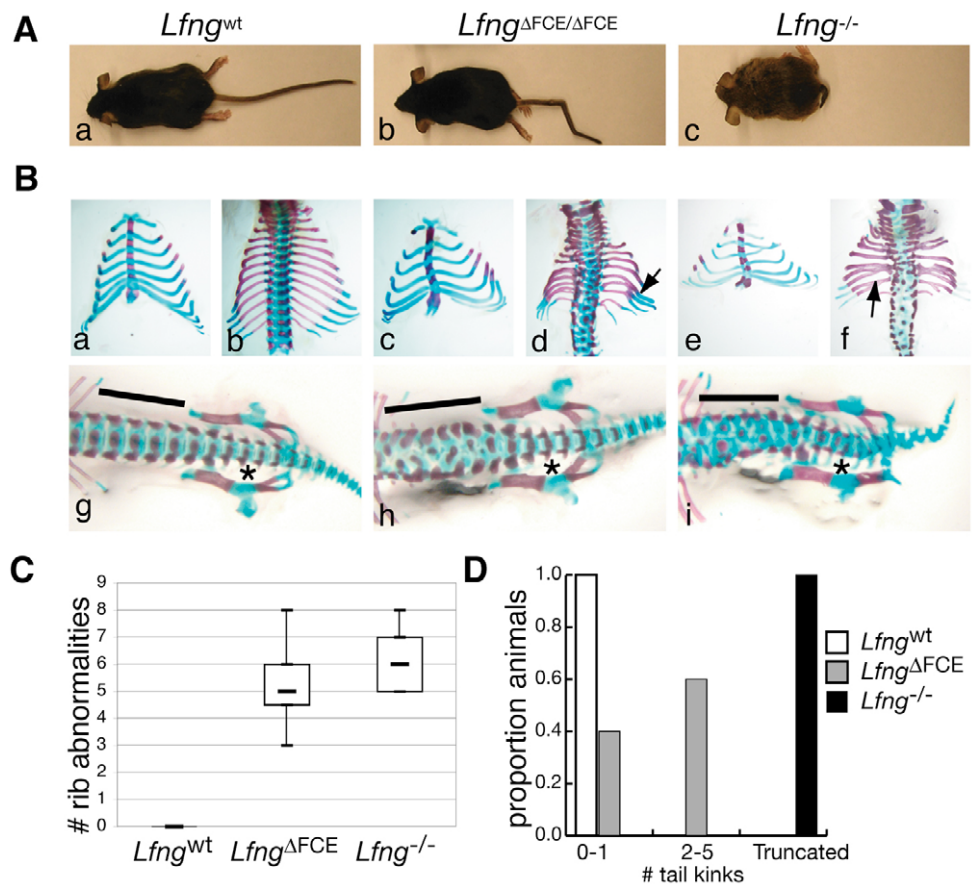 A
Lfngwt
LfngΔFCE/ΔFCE
Lfng-/-
a
b
c
B
a
b
c
d
e
f
g
*
h
*
i
*
C
# rib abnormalities
9
8
7
6
5
4
3
2
1
0
Lfngwt
LfngΔFCE
Lfng-/-
D
proportion animals
1.0
0.8
0.6
0.4
0.2
0.0
0-1
2-5
Truncated
# tail kinks
Lfngwt
LfngΔFCE
Lfng-/-